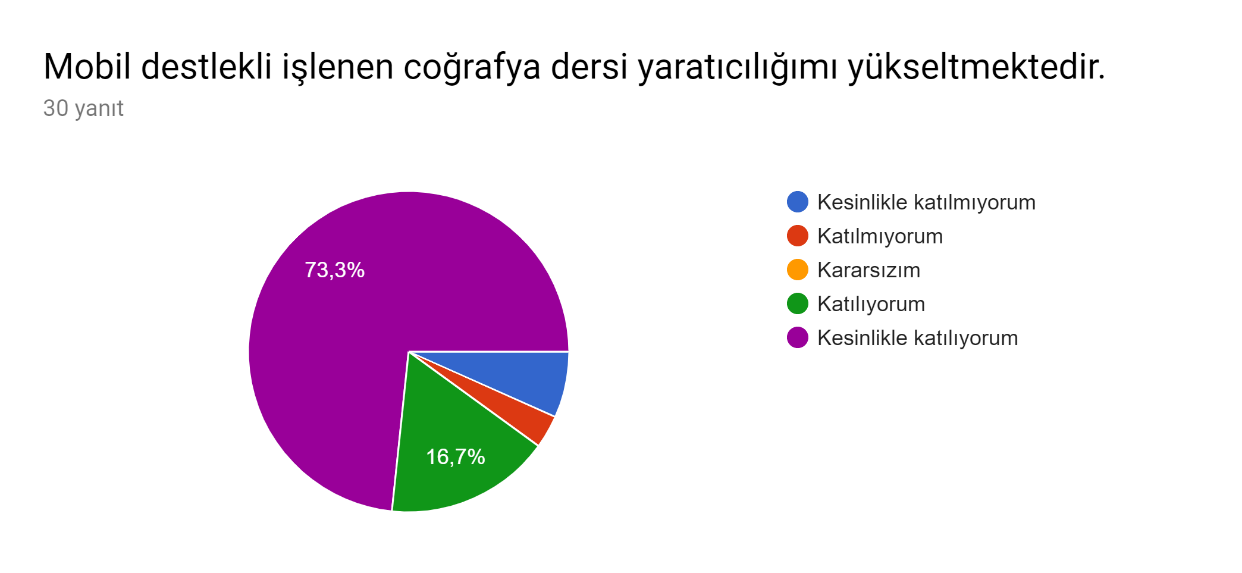 Mobil destlekli işlenen coğrafya dersi yaratıcılığımı yükseltmektedir.
30 yanıt
73,3%
16,7%
Kesinlikle katılmıyorum
Katılmıyorum
Kararsızım
Katılıyorum
Kesinlikle katılıyorum